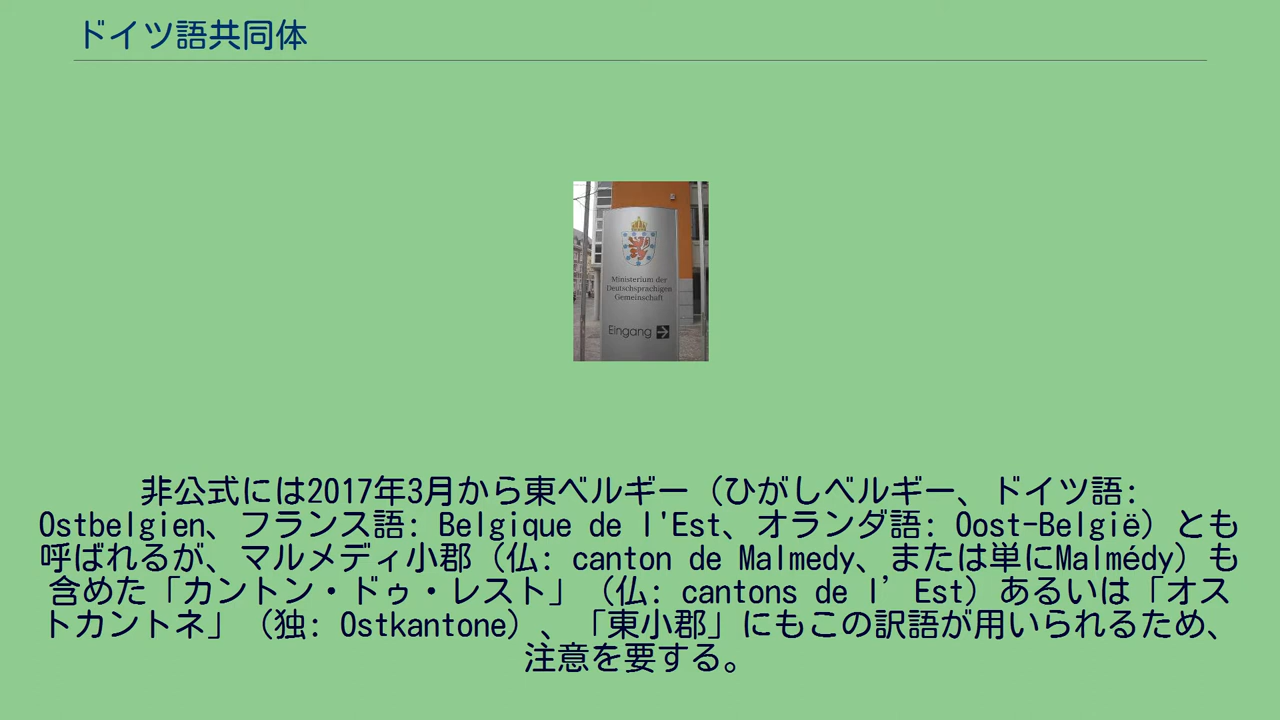 ドイツ語共同体
Ministerium der
Deutschsprachigen
Gemeinschaft
Eingang
非公式には2017年3月から東ベルギー（ひがしベルギー、ドイツ語:
Ostbelgien、フランス語: Belgique de l'Est、オランダ語: Oost-België）とも
呼ばれるが、マルメディ小郡（仏: canton de Malmedy、または単にMalmédy）も
含めた「カントン・ドゥ・レスト」（仏: cantons de l’Est）あるいは「オス
トカントネ」（独: Ostkantone）、「東小郡」にもこの訳語が用いられるため、
注意を要する。